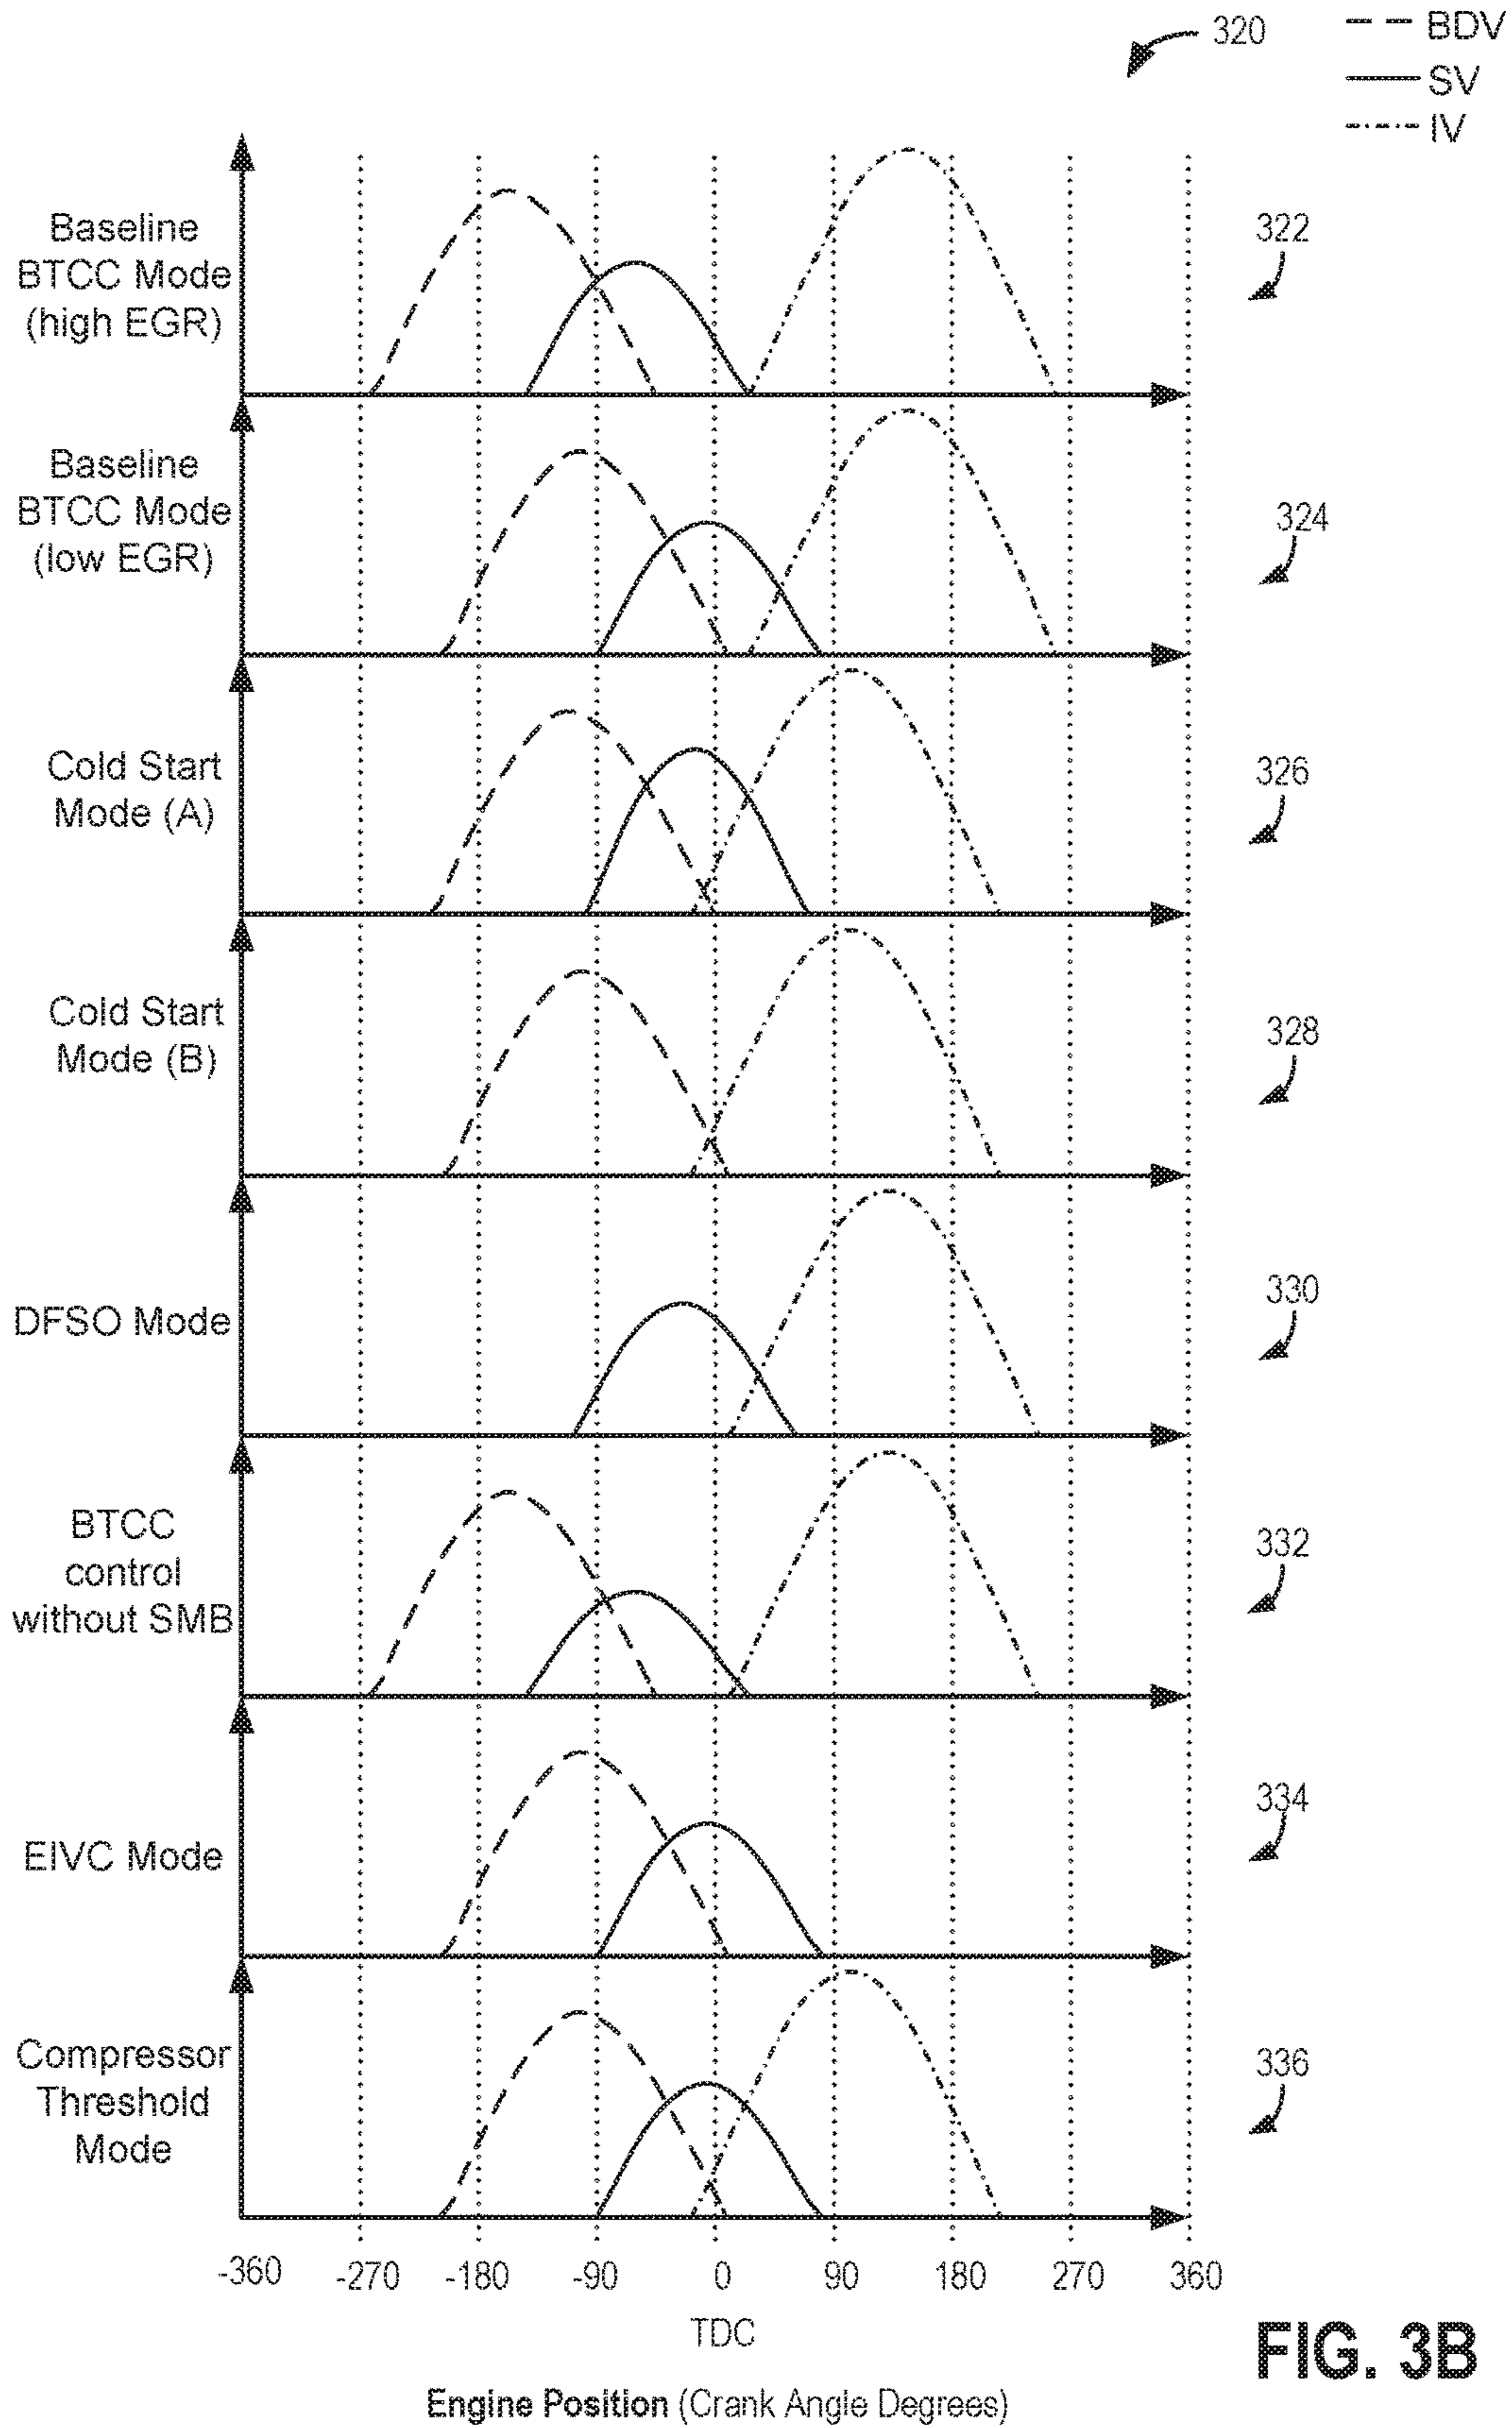 320
BDV
SV
IV
Baseline
BTCC Mode
(high EGR)
322
Baseline
BTCC Mode
(low EGR)
324
Cold Start
Mode (A)
326
Cold Start
Mode (B)
328
DFSO Mode
330
BTCC
control
without SMB
332
EIVC Mode
334
Compressor
Threshold
Mode
336
-360 -270 -180 -90 0 90 180 270 360
TDC
Engine Position (Crank Angle Degrees)
FIG. 3B